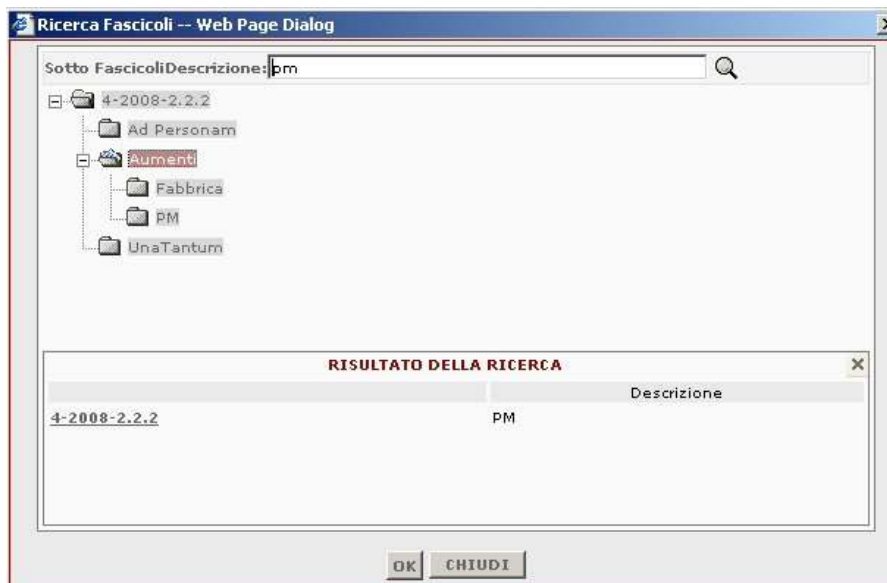 Ricerca Fascicoli -- Web Page Dialog
Sotto FascicoliDescrizione: pm
4-2008-2.2.2
Ad Personam
Aumenti
Fabbrica
PM
UnaTantum
RISULTATO DELLA RICERCA
Descrizione
4-2008-2.2.2 PM
OK CHIUDI